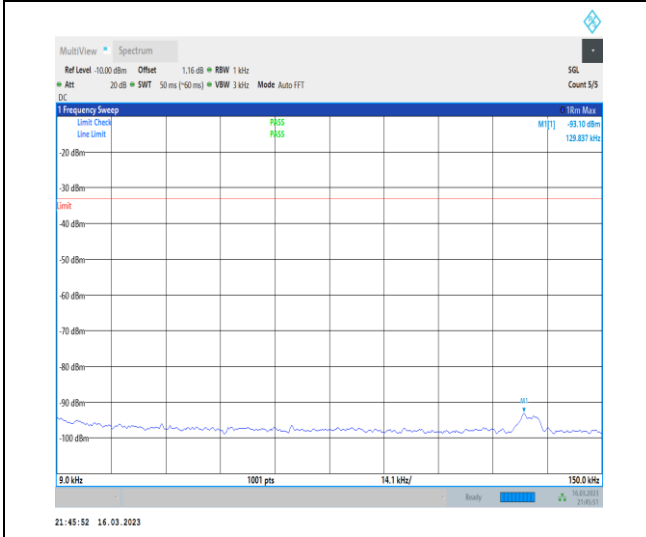 MultiView Spectrum
Ref Level -10.00 dBm Offset 1.16 dB RBW 1 kHz SGL
Att 20 dB SWT 50 ms (~60 ms) VBW 3 kHz Mode Auto FFT Count 5/5
DC
1 Frequency Sweep 1Rm Max
Limit Check PASS M1[1] -93.10 dBm
Line Limit PASS 129.837 kHz
-20 dBm
-30 dBm
Limit
-40 dBm
-50 dBm
-60 dBm
-70 dBm
-80 dBm
-90 dBm M1
-100 dBm
9.0 kHz 1001 pts 14.1 kHz/ 150.0 kHz
Ready 16.03.2023
21:45:51
21:45:52 16.03.2023